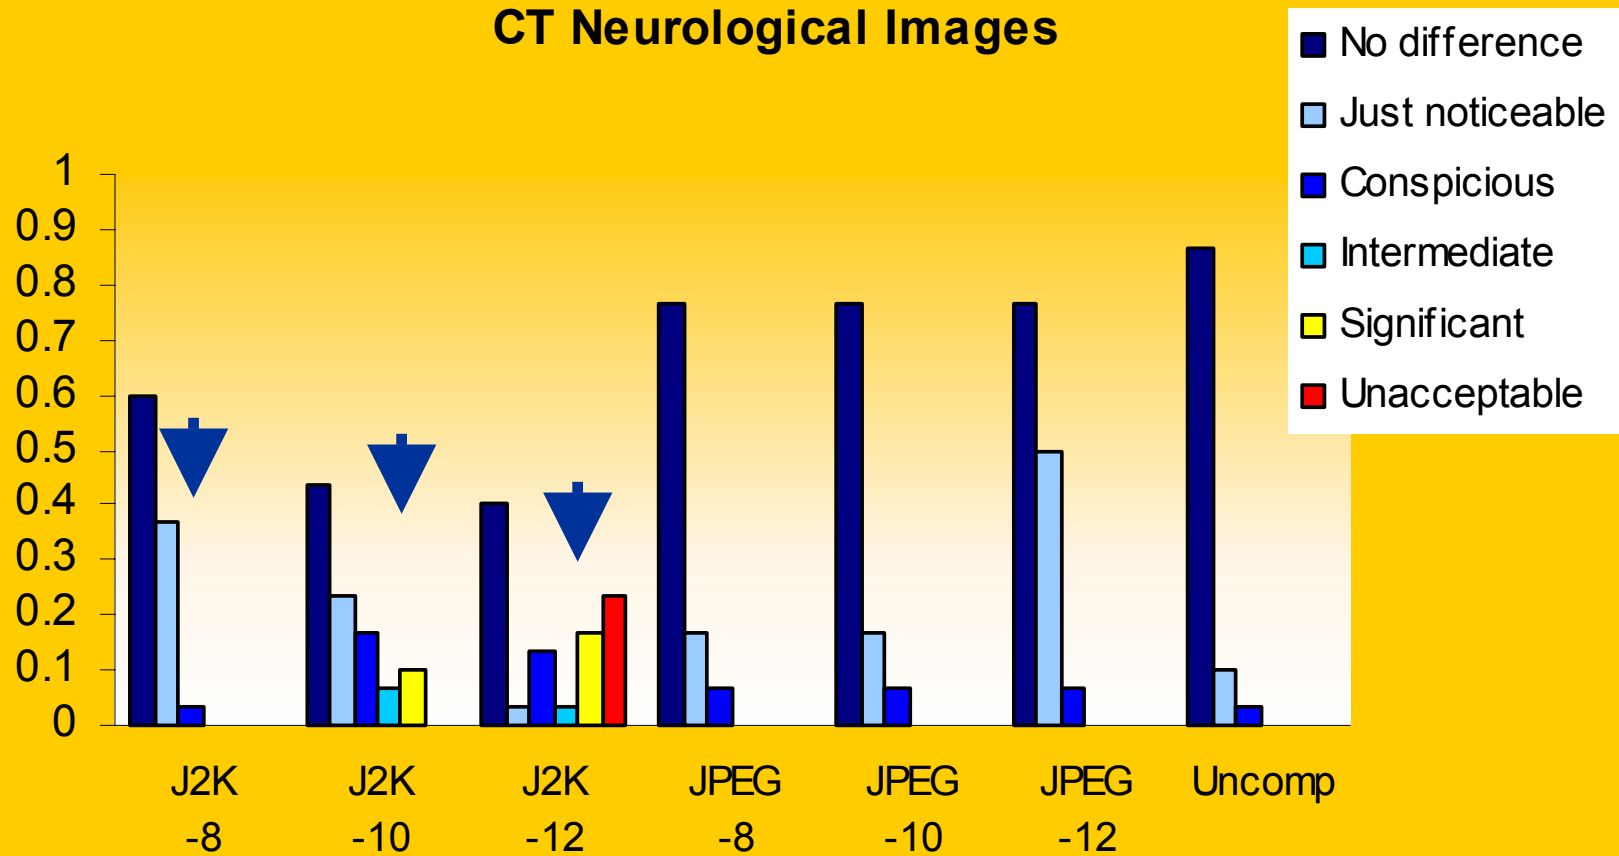 CT Neurological Images
No difference
Just noticeable
Conspicious
Intermediate
Significant
Unacceptable
1
0.9
0.8
0.7
0.6
0.5
0.4
0.3
0.2
0.1
0
J2K J2K J2K JPEG JPEG JPEG Uncomp
-8 -10 -12 -8 -10 -12